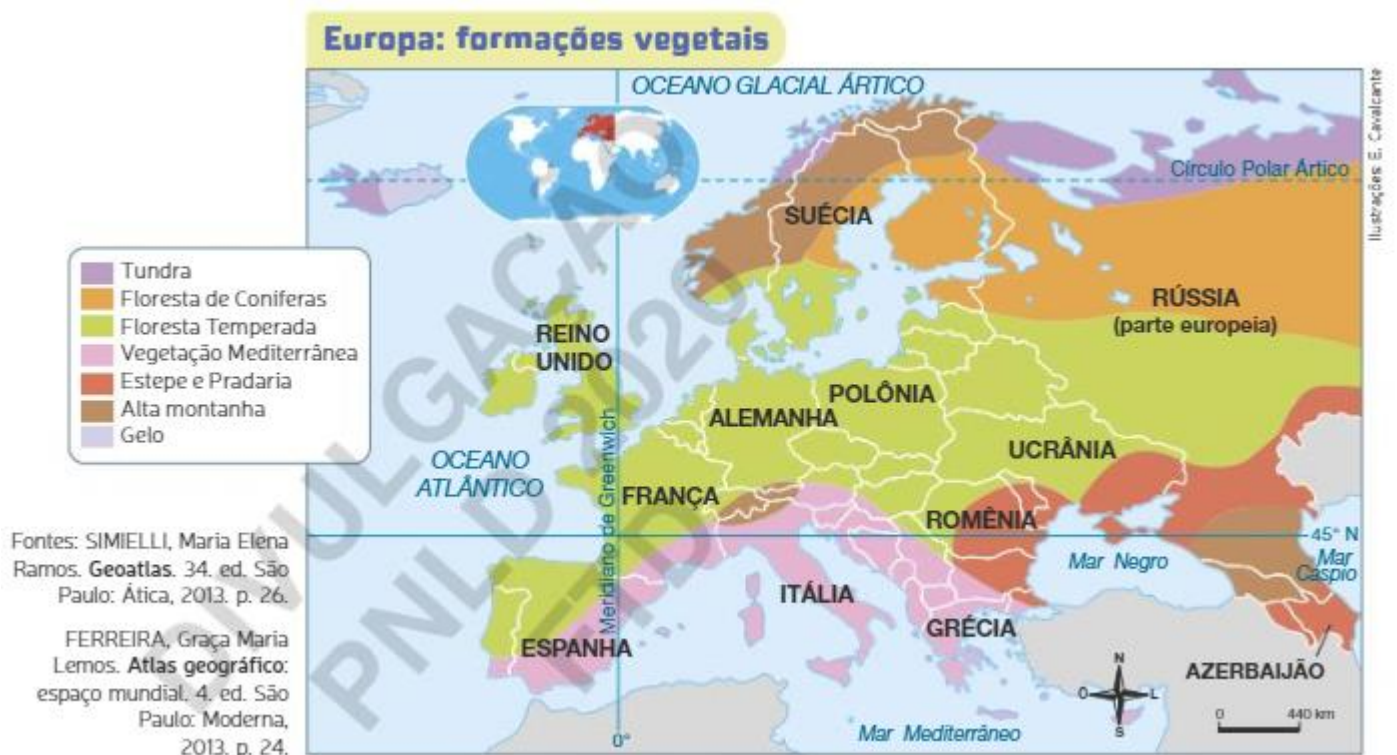 Europa: formações vegetais
OCEANO GLACIAL ÁRTICO
Círculo Polar Ártico
Ilustrações: E. Cavalcante
SUÉCIA
Tundra
Floresta de Coníferas
Floresta Temperada
Vegetação Mediterrânea
Estepe e Pradaria
Alta montanha
Gelo
RÚSSIA
(parte europeia)
REINO
UNIDO
POLÔNIA
ALEMANHA
UCRÂNIA
OCEANO
ATLÂNTICO
Meridiano de Greenwich
FRANÇA
ROMÊNIA
45° N
Mar Negro
Mar
Cáspio
ITÁLIA
ESPANHA
GRÉCIA
AZERBAIJÃO
N
O
L
S
0
440 km
0°
Mar Mediterrâneo
Fontes: SIMIELLI, Maria Elena
Ramos. Geoatlas. 34. ed. São
Paulo: Ática, 2013. p. 26.
FERREIRA, Graça Maria
Lemos. Atlas geográfico:
espaço mundial. 4. ed. São
Paulo: Moderna,
2013. p. 24.
DIVULGAÇÃO
PNLD 2020
FTD